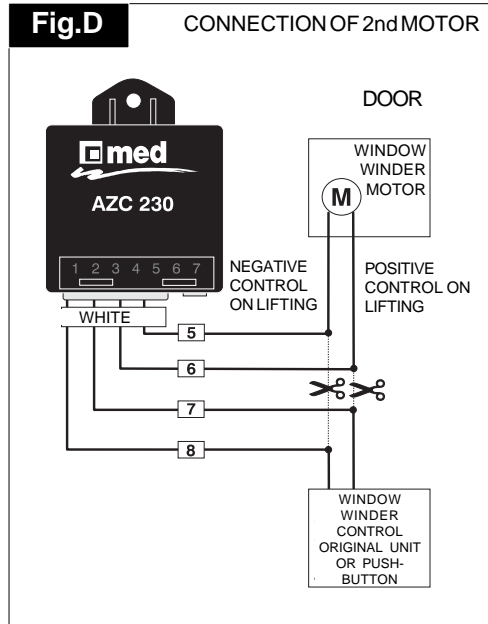 Fig.D
CONNECTION OF 2nd MOTOR
DOOR
med
AZC 230
1 2 3 4 5 6 7
WHITE
WINDOW
WINDER
MOTOR
M
NEGATIVE
CONTROL
ON LIFTING
POSITIVE
CONTROL ON
LIFTING
5
6
7
8
WINDOW
WINDER
CONTROL
ORIGINAL UNIT
OR PUSH-
BUTTON